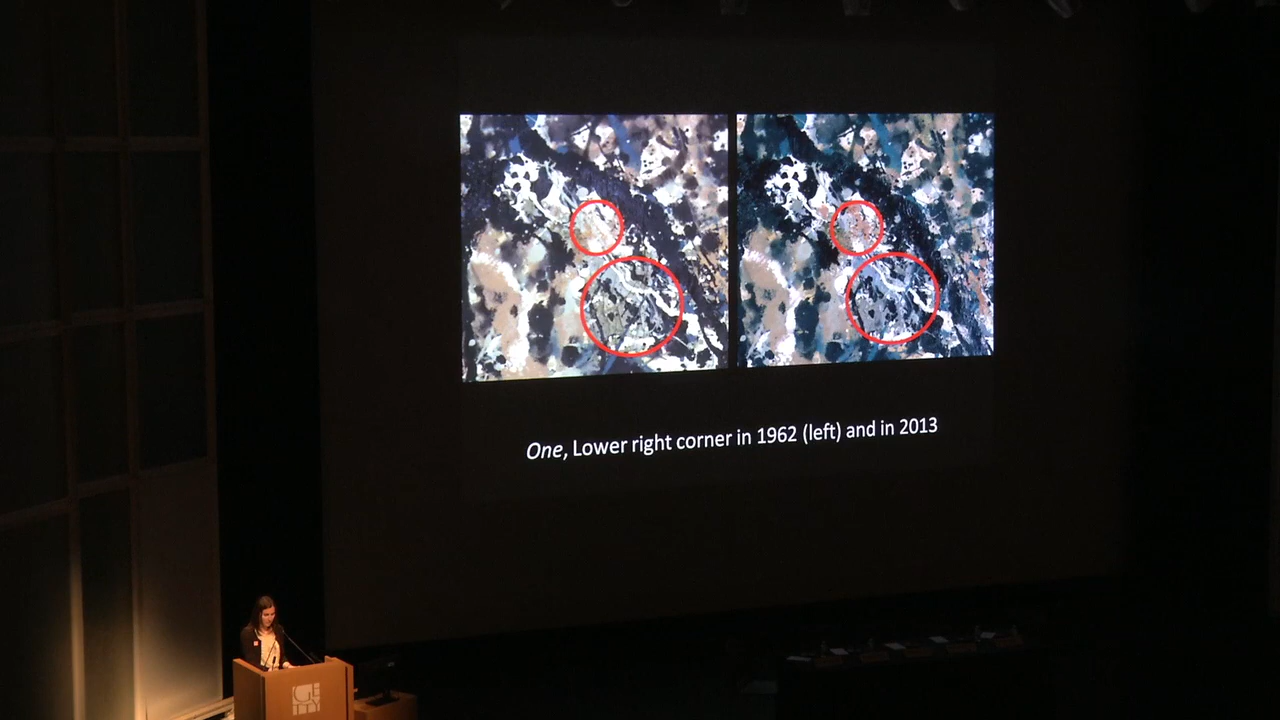 One, Lower right corner in 1962 (left) and in 2013